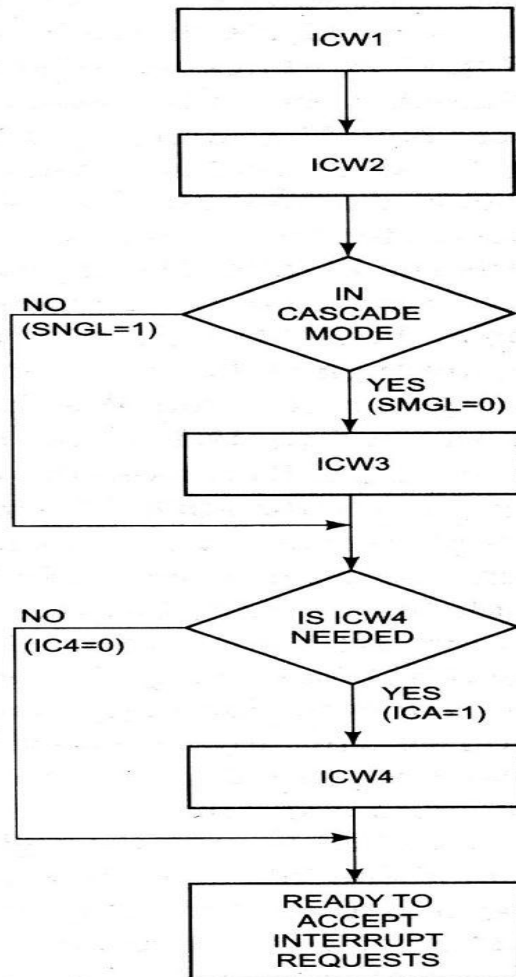 ICW1
ICW2
IN
CASCADE
MODE
NO
(SNGL=1)
YES
(SMGL=0)
ICW3
IS ICW4
NEEDED
NO
(IC4=0)
YES
(ICA=1)
ICW4
READY TO
ACCEPT
INTERRUPT
REQUESTS